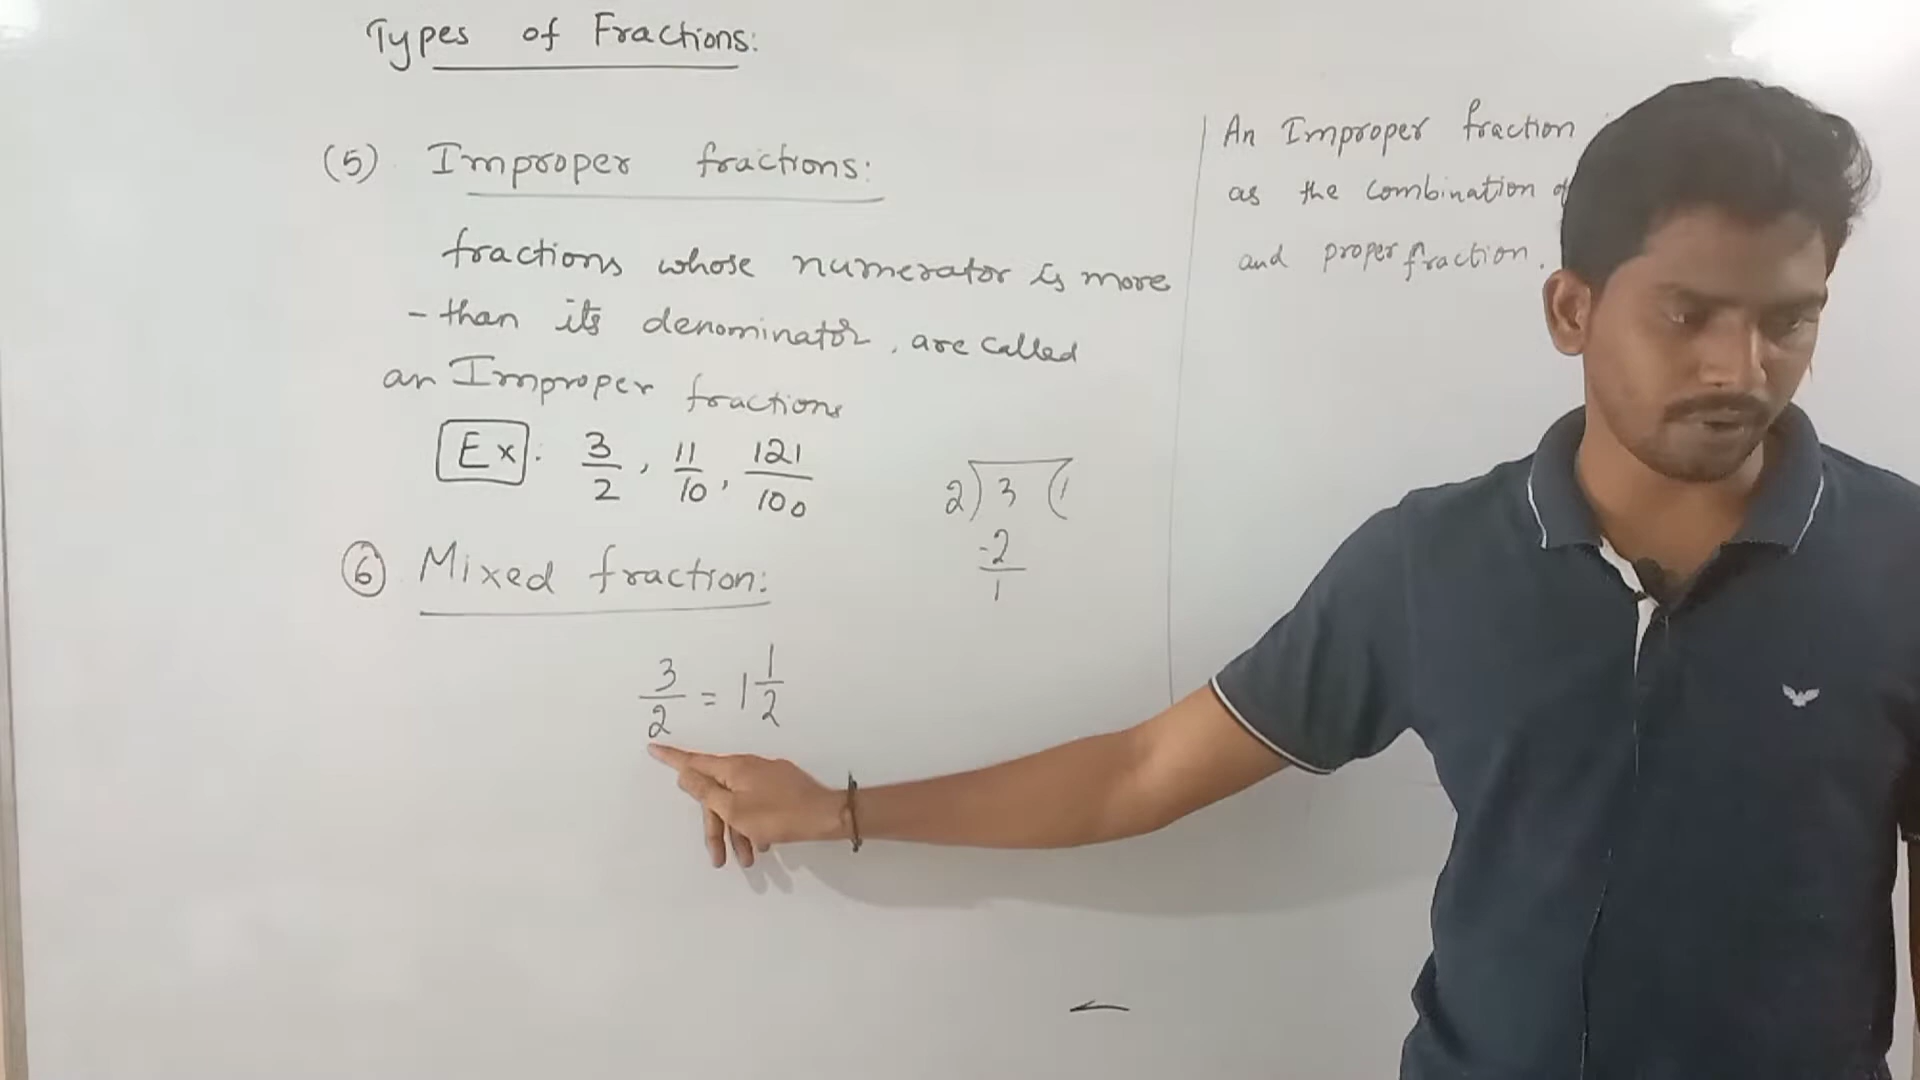 Types of Fractions:
(5) Improper fractions:
fractions whose numerator is more
- than its denominator, are called
an Improper fractions
Ex: 3/2, 11/10, 121/100
2) 3 (1
-2
1
⑥ Mixed fraction:
3/2 = 1 1/2
An Improper fraction
as the combination of
and proper fraction.